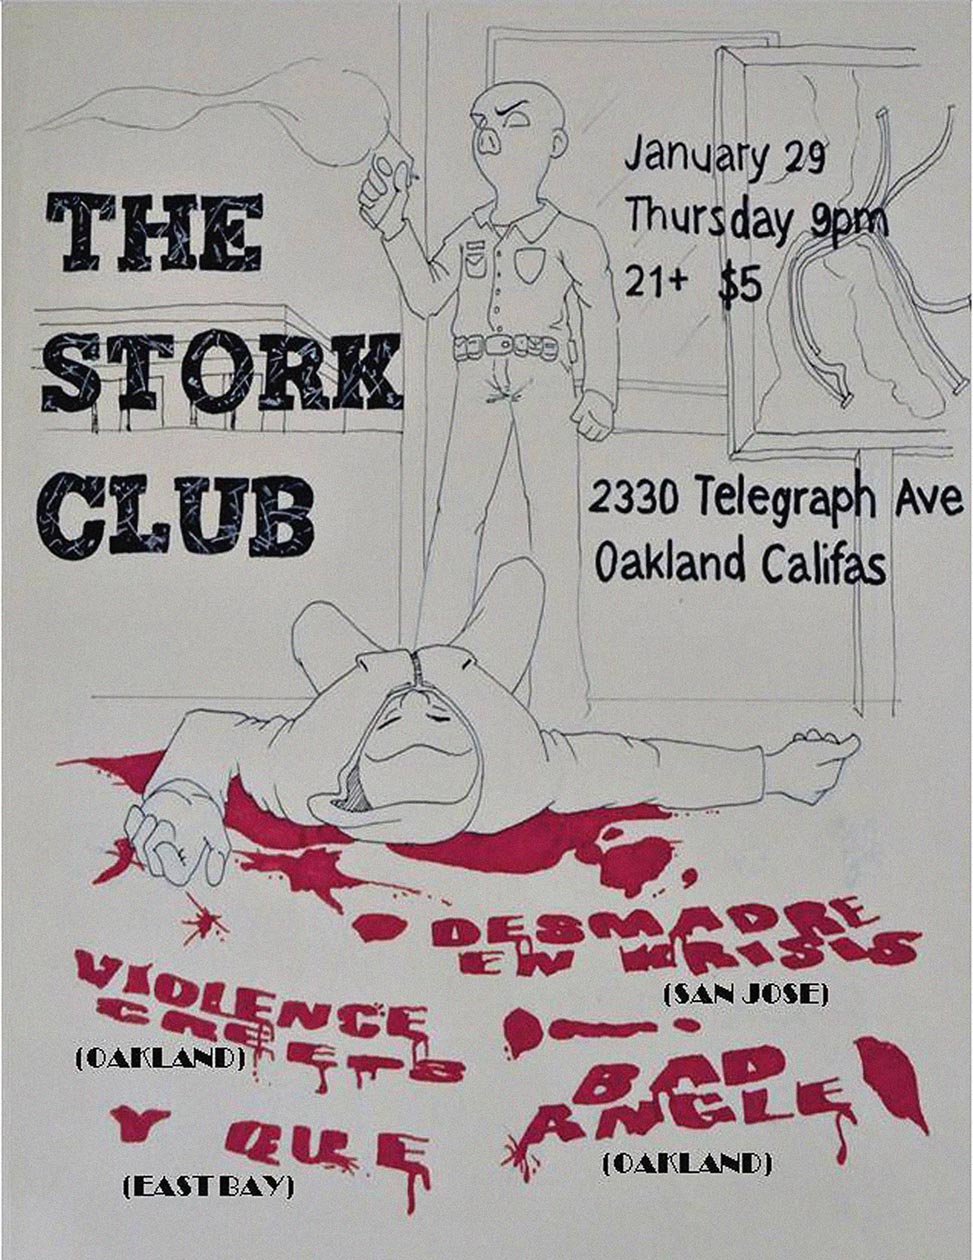 THE
STORK
CLUB
January 29
Thursday 9pm
21+ $5
2330 Telegraph Ave
Oakland Califas
DESMADRE
EN KRISIS
(SAN JOSE)
VIOLENCE
CREEPS
(OAKLAND)
BAD
ANGLE
(OAKLAND)
Y QUE
(EAST BAY)